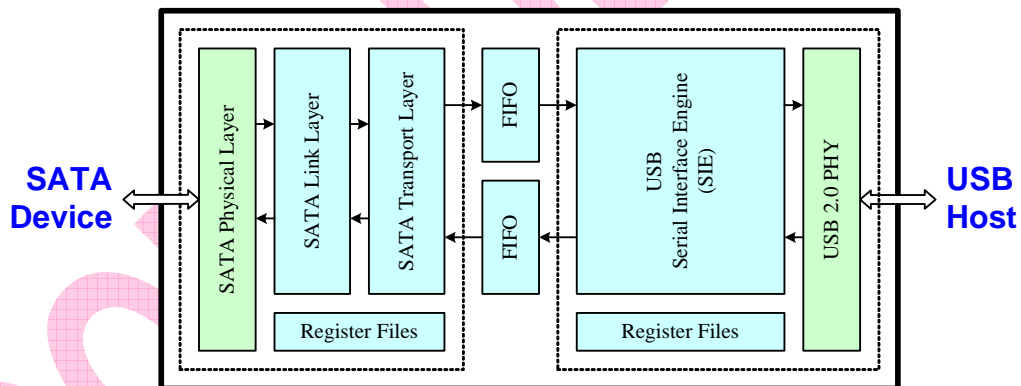 SATA
Device
SATA Physical Layer
SATA Link Layer
SATA Transport Layer
Register Files
FIFO
FIFO
USB
Serial Interface Engine
(SIE)
Register Files
USB 2.0 PHY
USB
Host